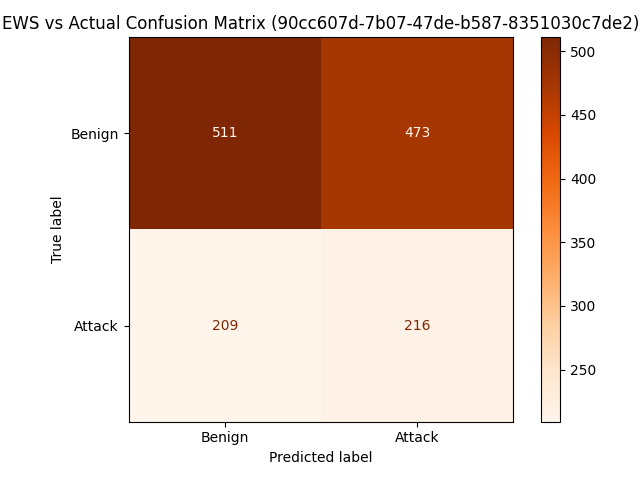 EWS vs Actual Confusion Matrix (90cc607d-7b07-47de-b587-8351030c7de2)
True label
Benign
511
473
Attack
209
216
Benign
Attack
Predicted label
500
450
400
350
300
250